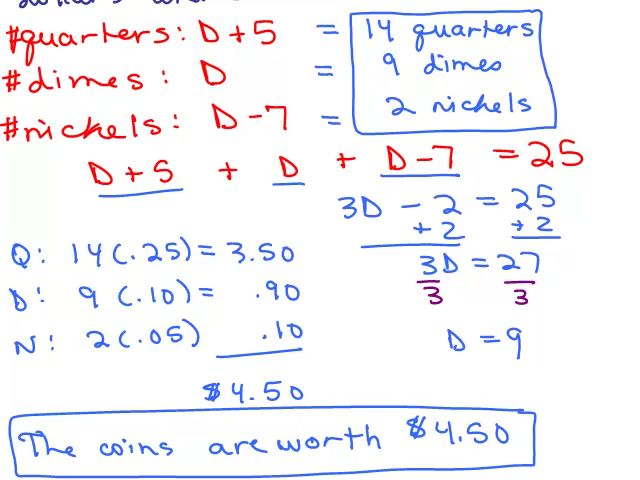 #quarters: D+5 = 14 quarters
#dimes: D = 9 dimes
#nickels: D-7 = 2 nickels
D+5 + D + D-7 = 25
3D - 2 = 25
+2 +2
3D = 27
3 3
D = 9
Q: 14(.25) = 3.50
D: 9(.10) = .90
N: 2(.05) .10
$4.50
The coins are worth $4.50